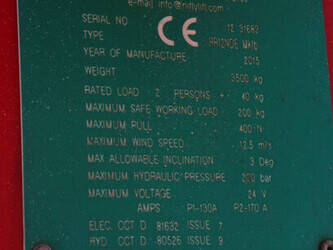 e-mail info@niftylift.com
SERIAL NO 12 31683
TYPE HR12NDE Mk1b
CE
YEAR OF MANUFACTURE 2015
WEIGHT 3500 kg
RATED LOAD 2 PERSONS + 40 kg
MAXIMUM SAFE WORKING LOAD 200 kg
MAXIMUM PULL 400 N
MAXIMUM WIND SPEED 12.5 m/s
MAX ALLOWABLE INCLINATION 3 Deg
MAXIMUM HYDRAULIC PRESSURE bar
MAXIMUM VOLTAGE 24 V
AMPS P1-130A P2-170 A
ELEC. CCT D 81632 ISSUE 7
HYD CCT D 80526 ISSUE 9